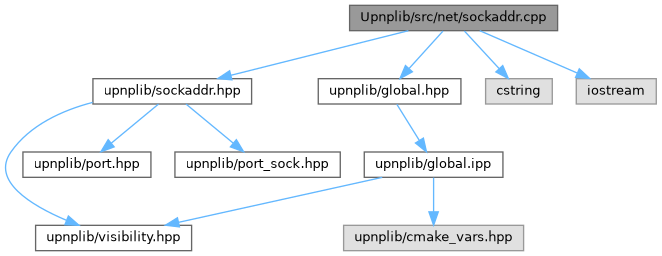 Upnplib/src/net/sockaddr.cpp
upnplib/sockaddr.hpp
upnplib/global.hpp
cstring
iostream
upnplib/port.hpp
upnplib/port_sock.hpp
upnplib/global.ipp
upnplib/visibility.hpp
upnplib/cmake_vars.hpp